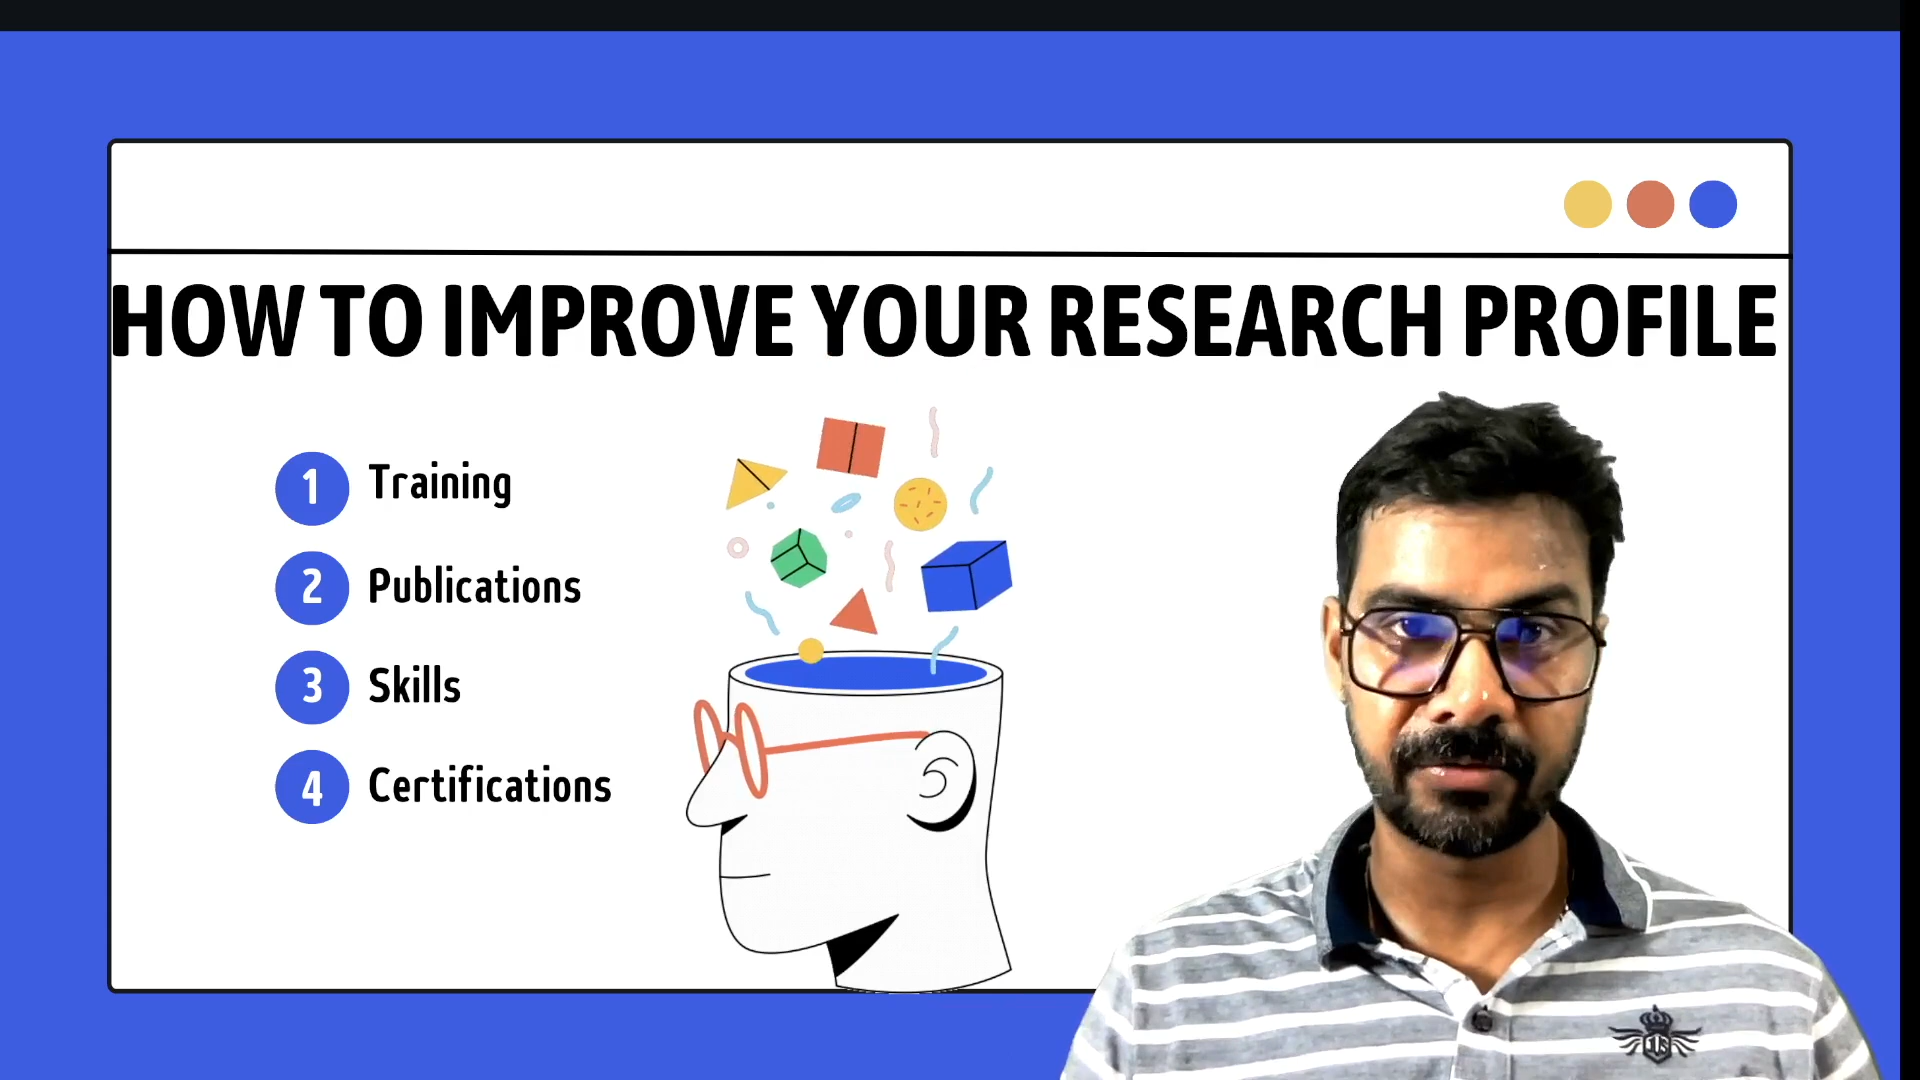 HOW TO IMPROVE YOUR RESEARCH PROFILE
1 Training
2 Publications
3 Skills
4 Certifications